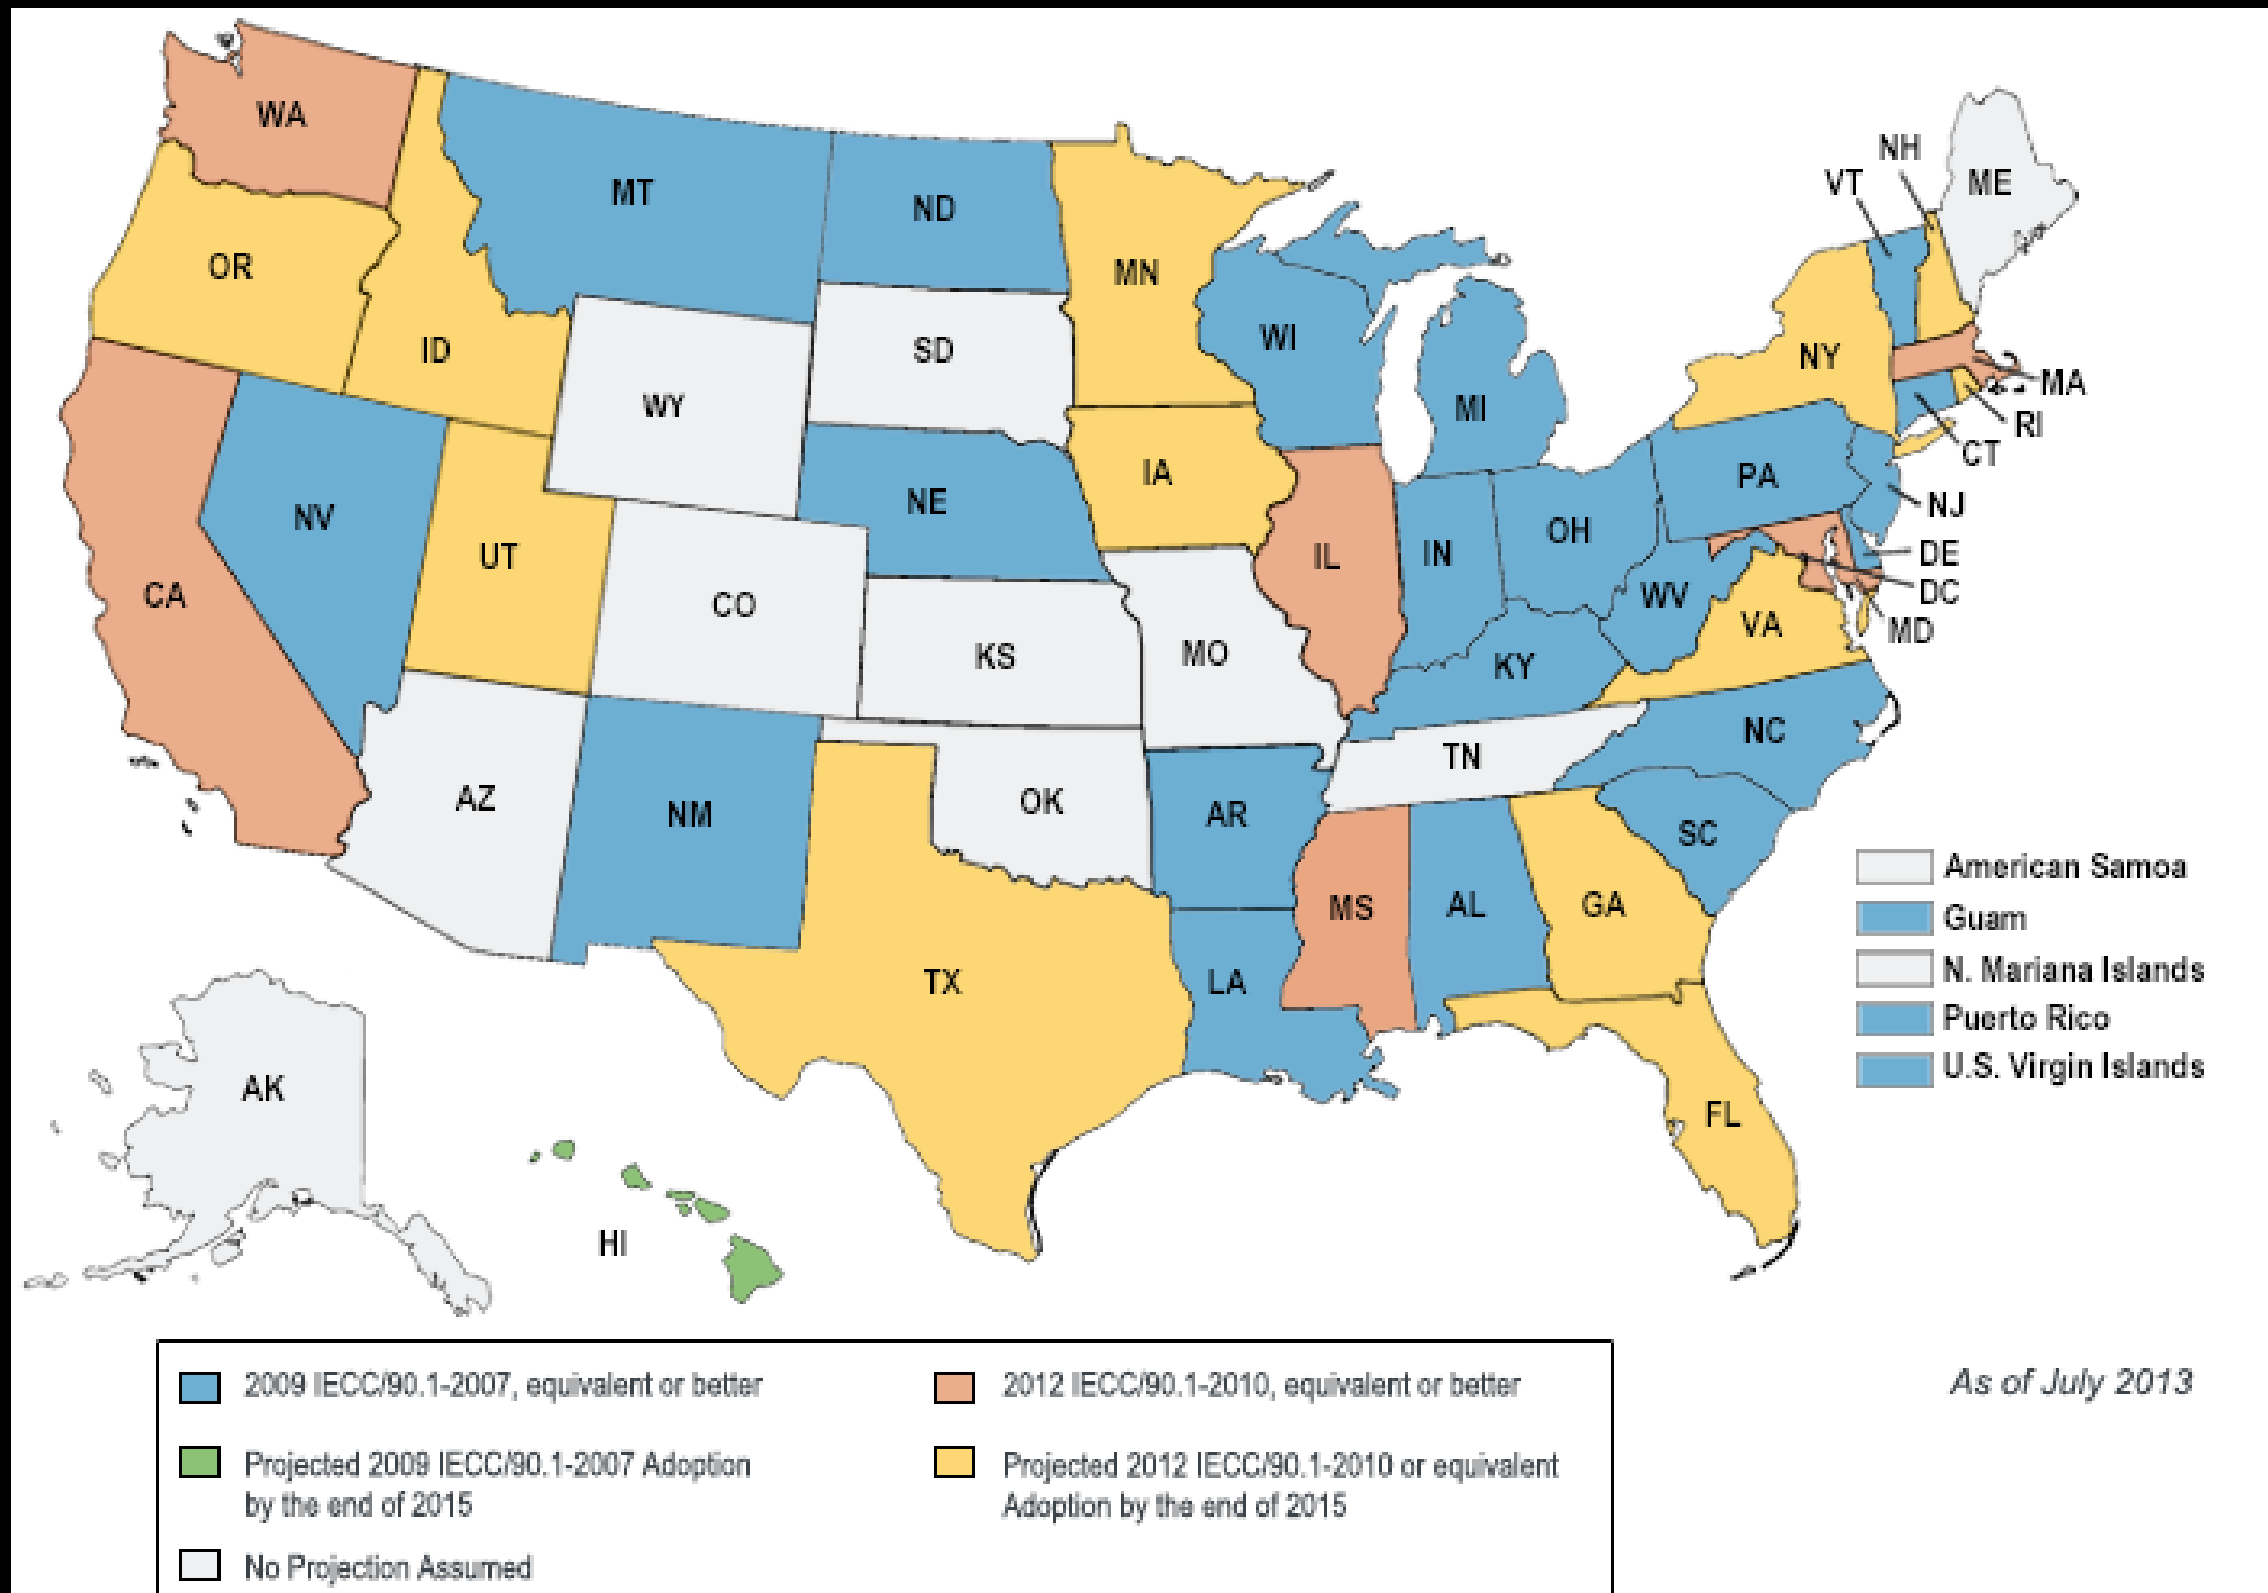 WA
MT
ND
MN
OR
ID
SD
WY
WI
MI
NH
VT
ME
NY
MA
RI
CT
PA
NJ
NV
UT
NE
IA
IL
IN
OH
WV
DE
DC
MD
VA
CA
CO
KS
MO
KY
NC
TN
AZ
NM
OK
AR
SC
MS
AL
GA
TX
LA
FL
AK
HI
American Samoa
Guam
N. Mariana Islands
Puerto Rico
U.S. Virgin Islands
2009 IECC/90.1-2007, equivalent or better
2012 IECC/90.1-2010, equivalent or better
Projected 2009 IECC/90.1-2007 Adoption
by the end of 2015
Projected 2012 IECC/90.1-2010 or equivalent
Adoption by the end of 2015
No Projection Assumed
As of July 2013